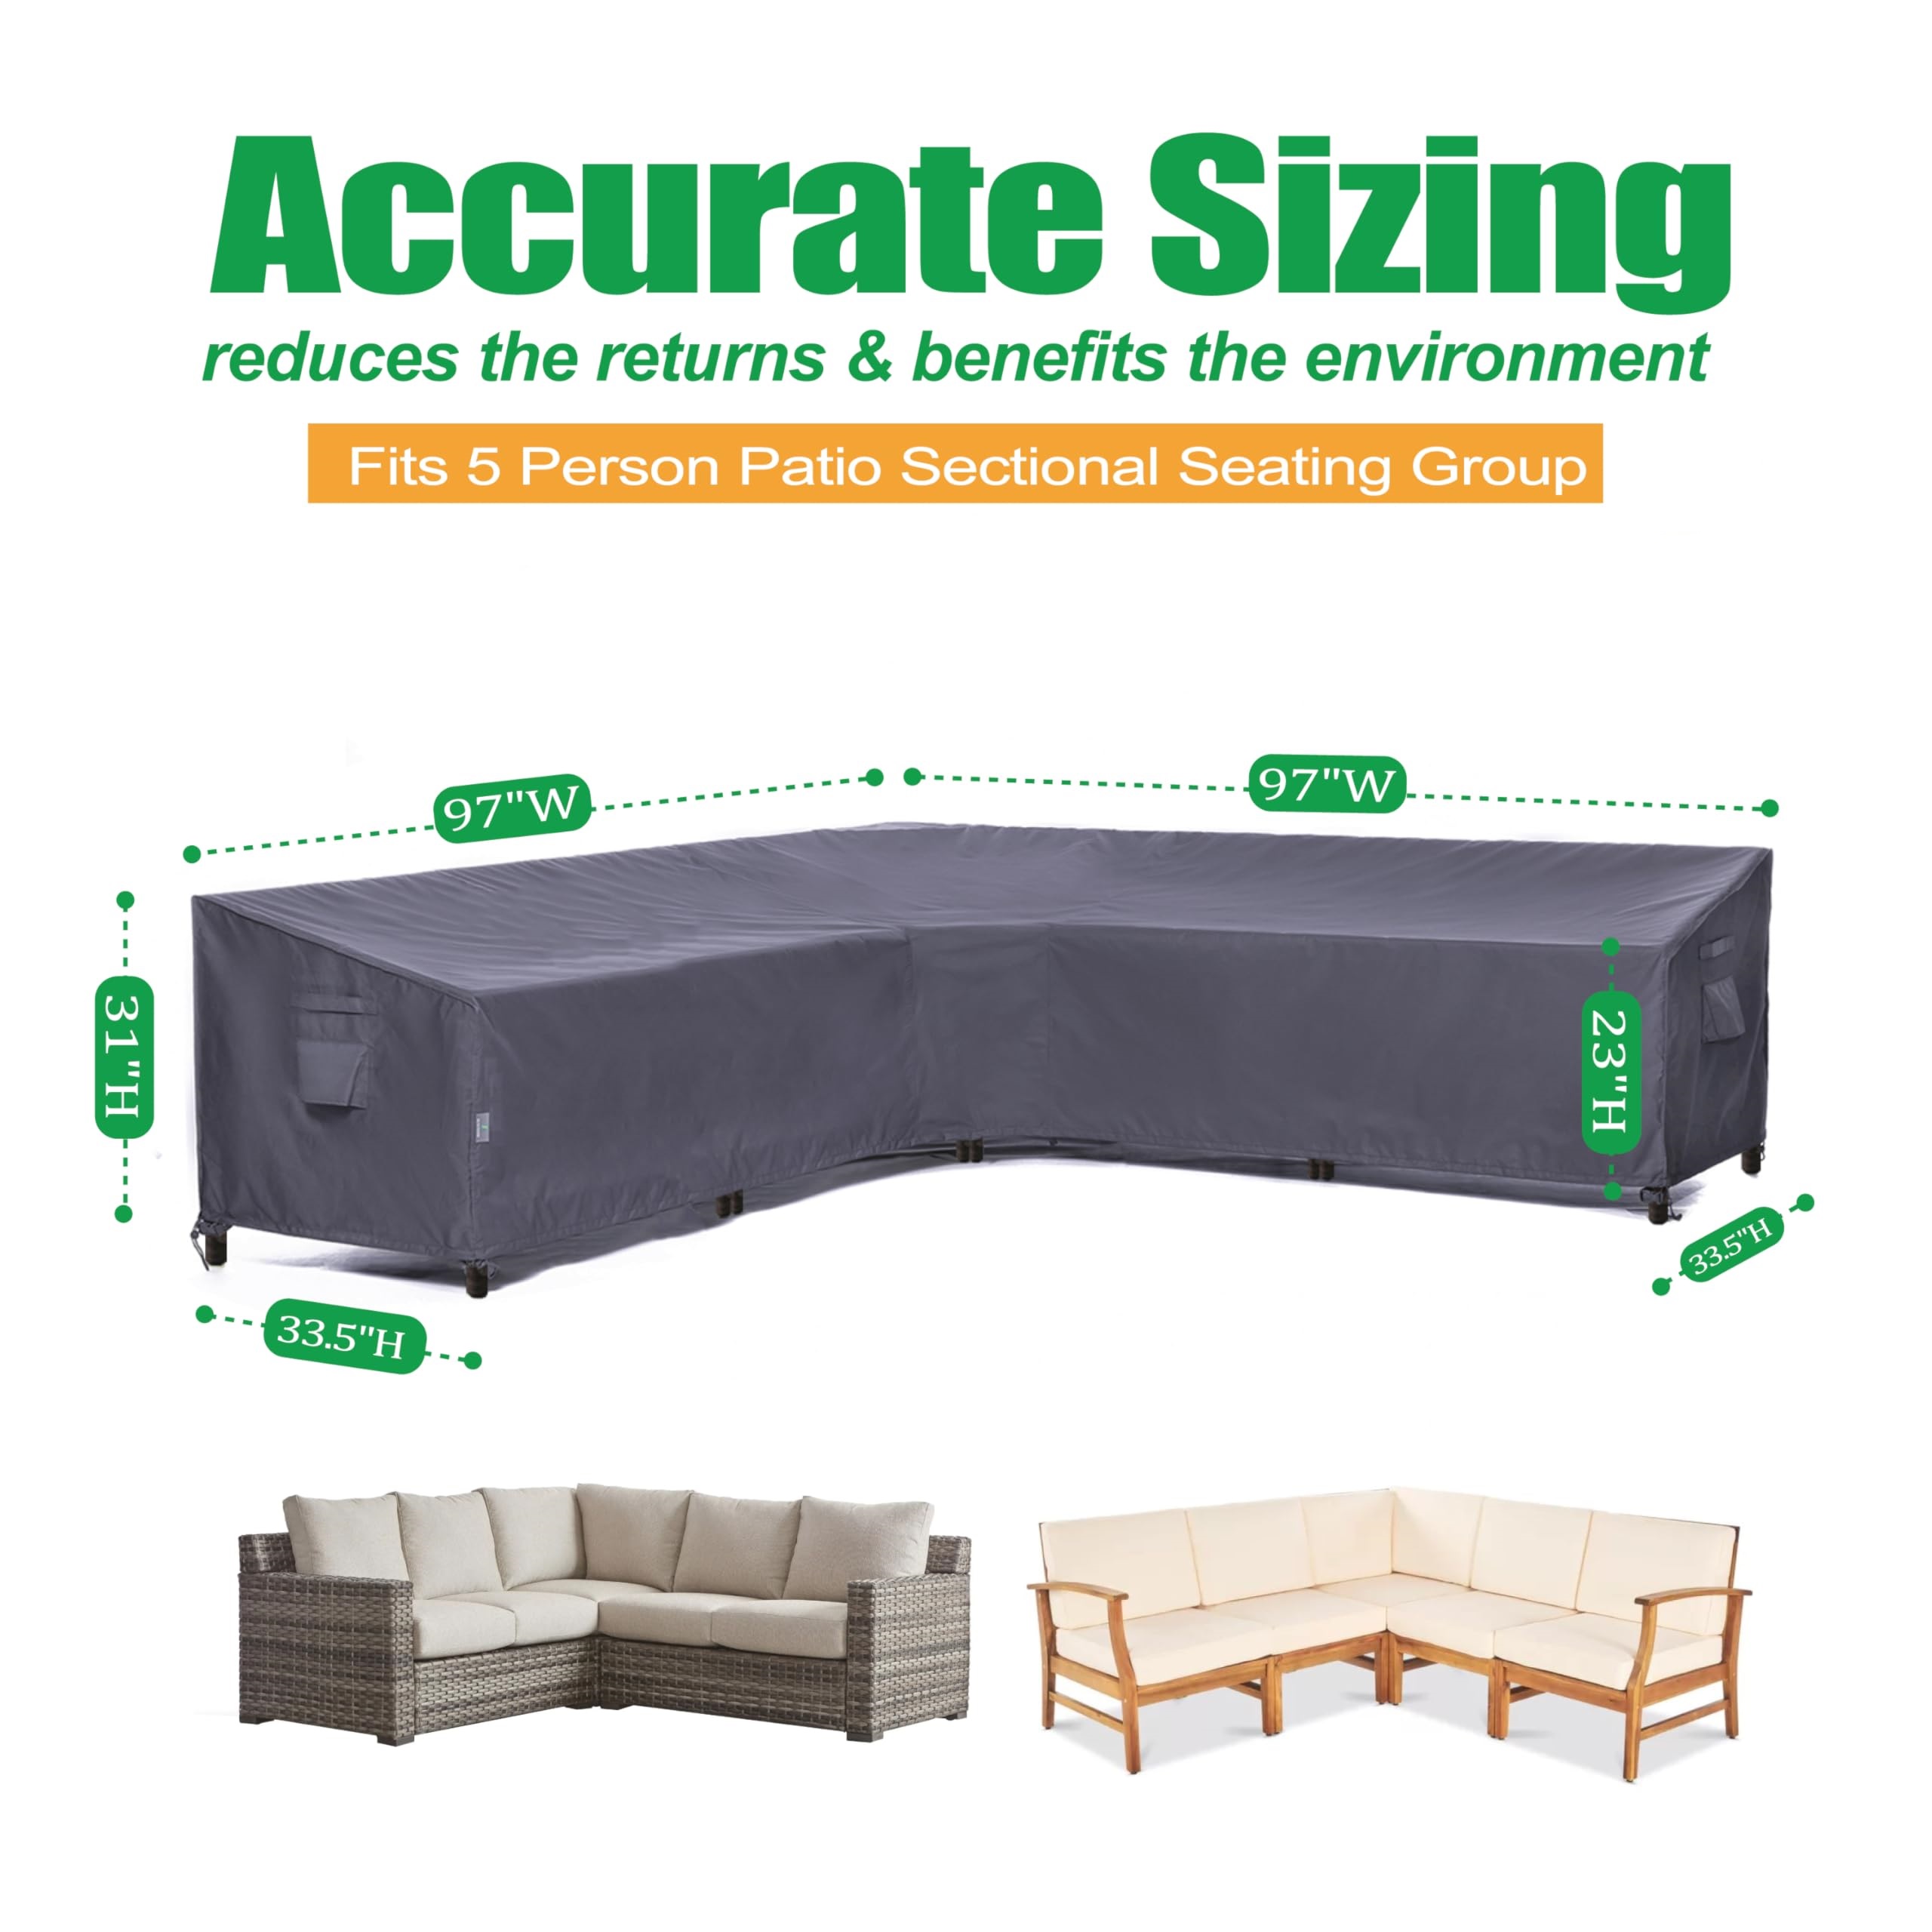 Accurate Sizing
reduces the returns & benefits the environment
Fits 5 Person Patio Sectional Seating Group
97"W
97"W
31"H
23"H
33.5"H
33.5"H